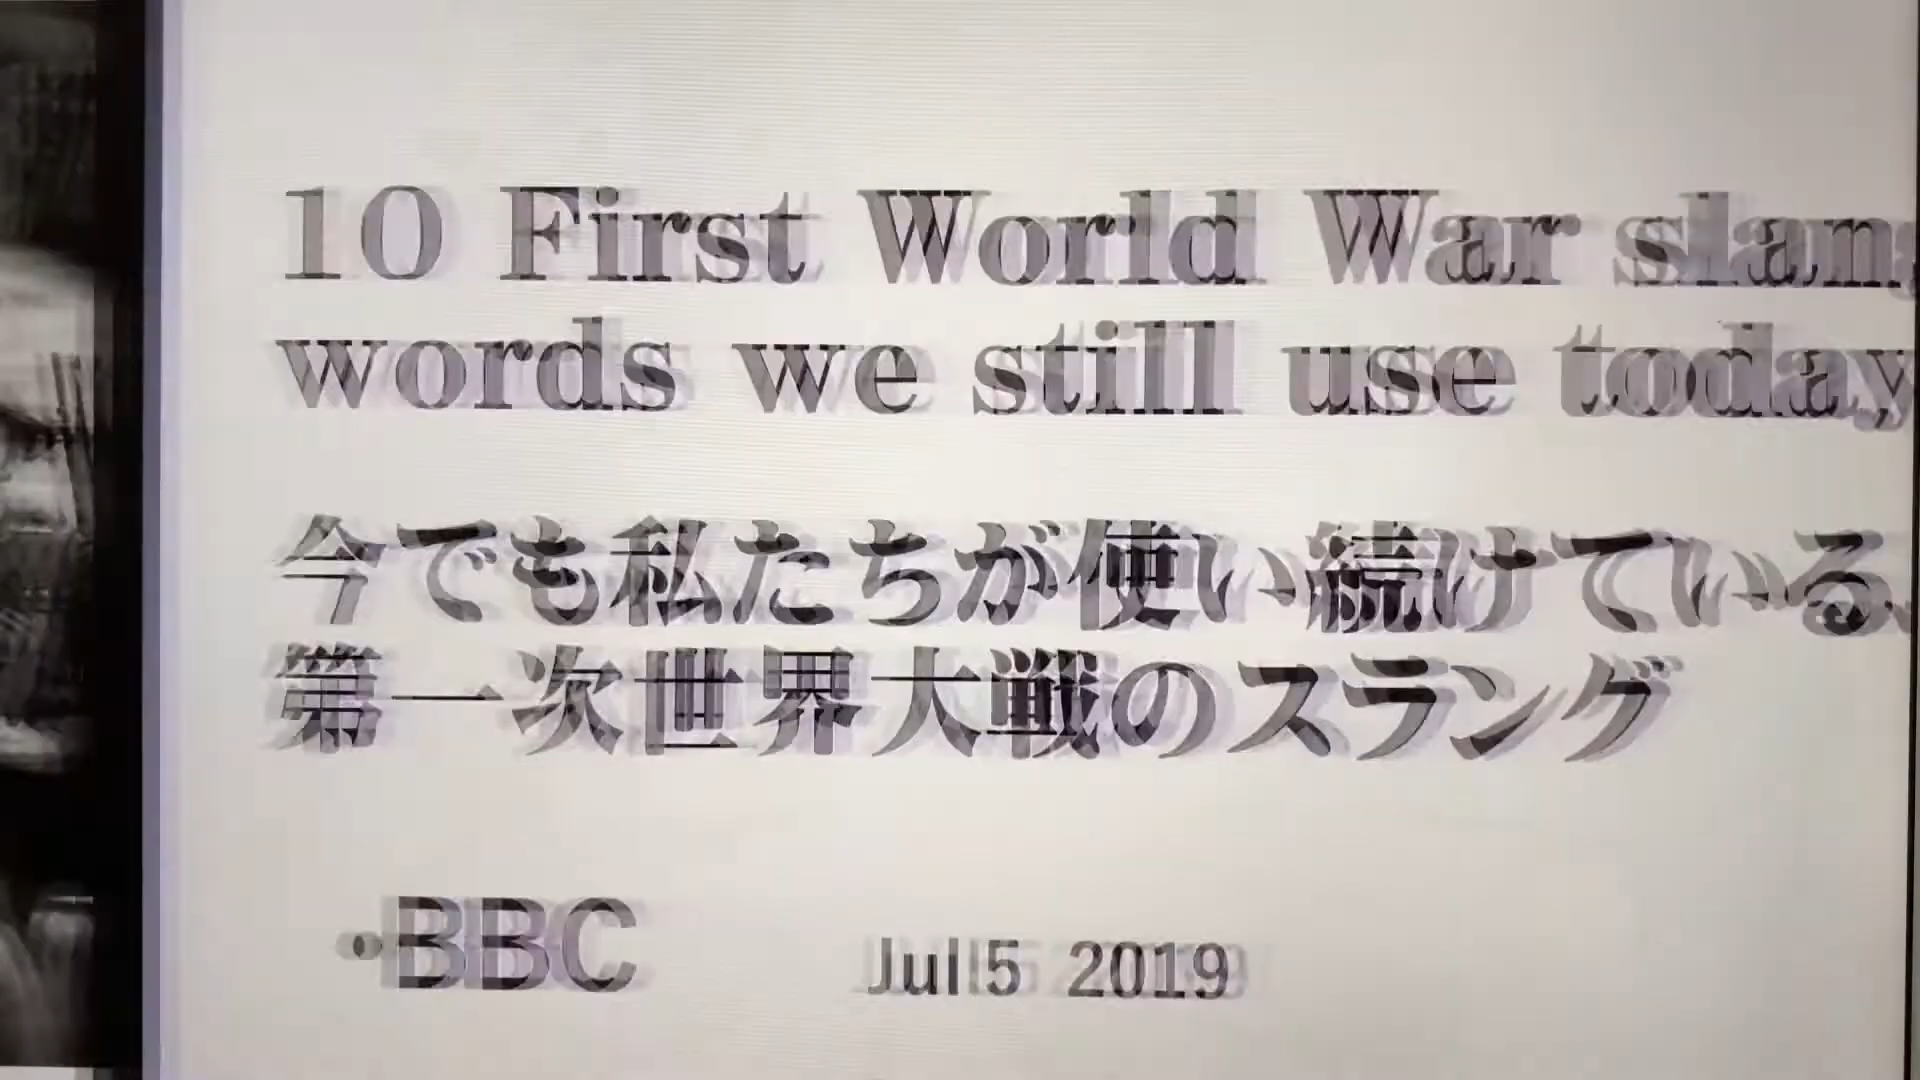 10 First World War slang
words we still use today
今でも私たちが使い続けている、
第一次世界大戦のスラング
・BBC
Jul 5 2019